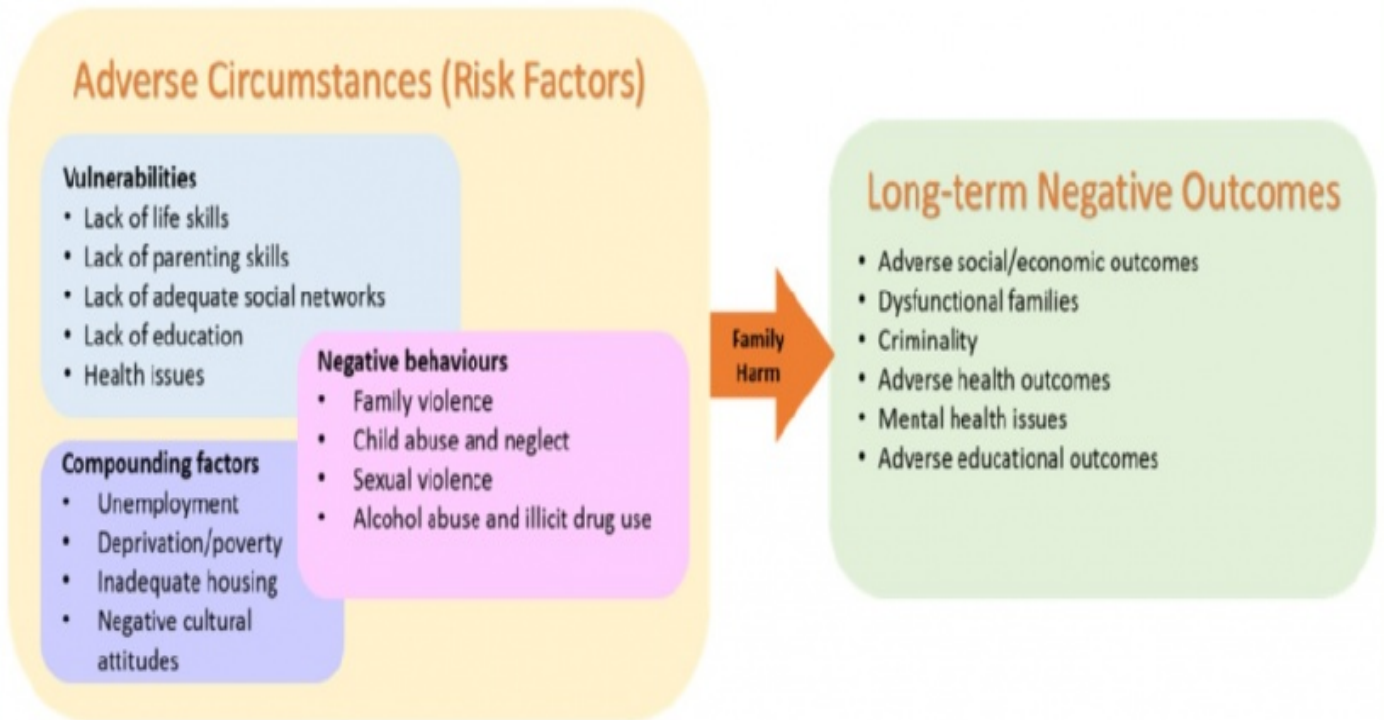 Adverse Circumstances (Risk Factors)
Vulnerabilities
• Lack of life skills
• Lack of parenting skills
• Lack of adequate social networks
• Lack of education
• Health issues
Negative behaviours
• Family violence
• Child abuse and neglect
• Sexual violence
• Alcohol abuse and illicit drug use
Compounding factors
• Unemployment
• Deprivation/poverty
• Inadequate housing
• Negative cultural
attitudes
Family
Harm
Long-term Negative Outcomes
• Adverse social/economic outcomes
• Dysfunctional families
• Criminality
• Adverse health outcomes
• Mental health issues
• Adverse educational outcomes